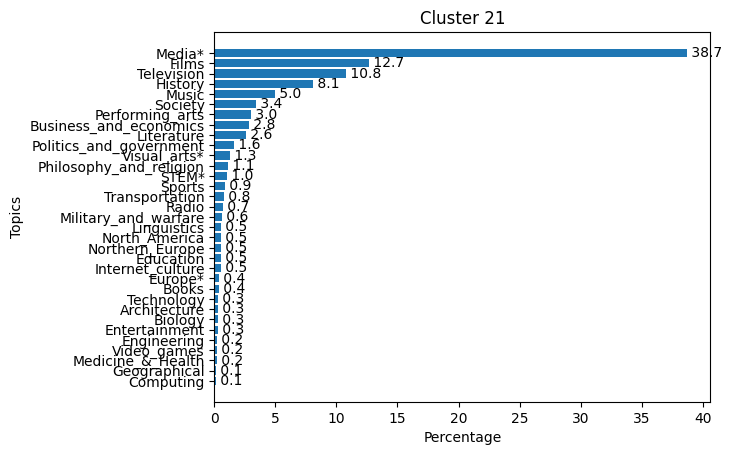 Cluster 21
Topics
Media* 38.7
Films 12.7
Television 10.8
History 8.1
Music 5.0
Society 3.4
Performing_arts 3.0
Business_and_economics 2.8
Literature 2.6
Politics_and_government 1.6
Visual_arts* 1.3
Philosophy_and_religion 1.1
STEM* 1.0
Sports 0.9
Transportation 0.8
Radio 0.7
Military_and_warfare 0.6
Linguistics 0.5
North_America 0.5
Northern_Europe 0.5
Education 0.5
Internet_culture 0.5
Europe* 0.4
Books 0.4
Technology 0.3
Architecture 0.3
Biology 0.3
Entertainment 0.3
Engineering 0.2
Video_games 0.2
Medicine_&_Health 0.2
Geographical 0.1
Computing 0.1
0 5 10 15 20 25 30 35 40
Percentage